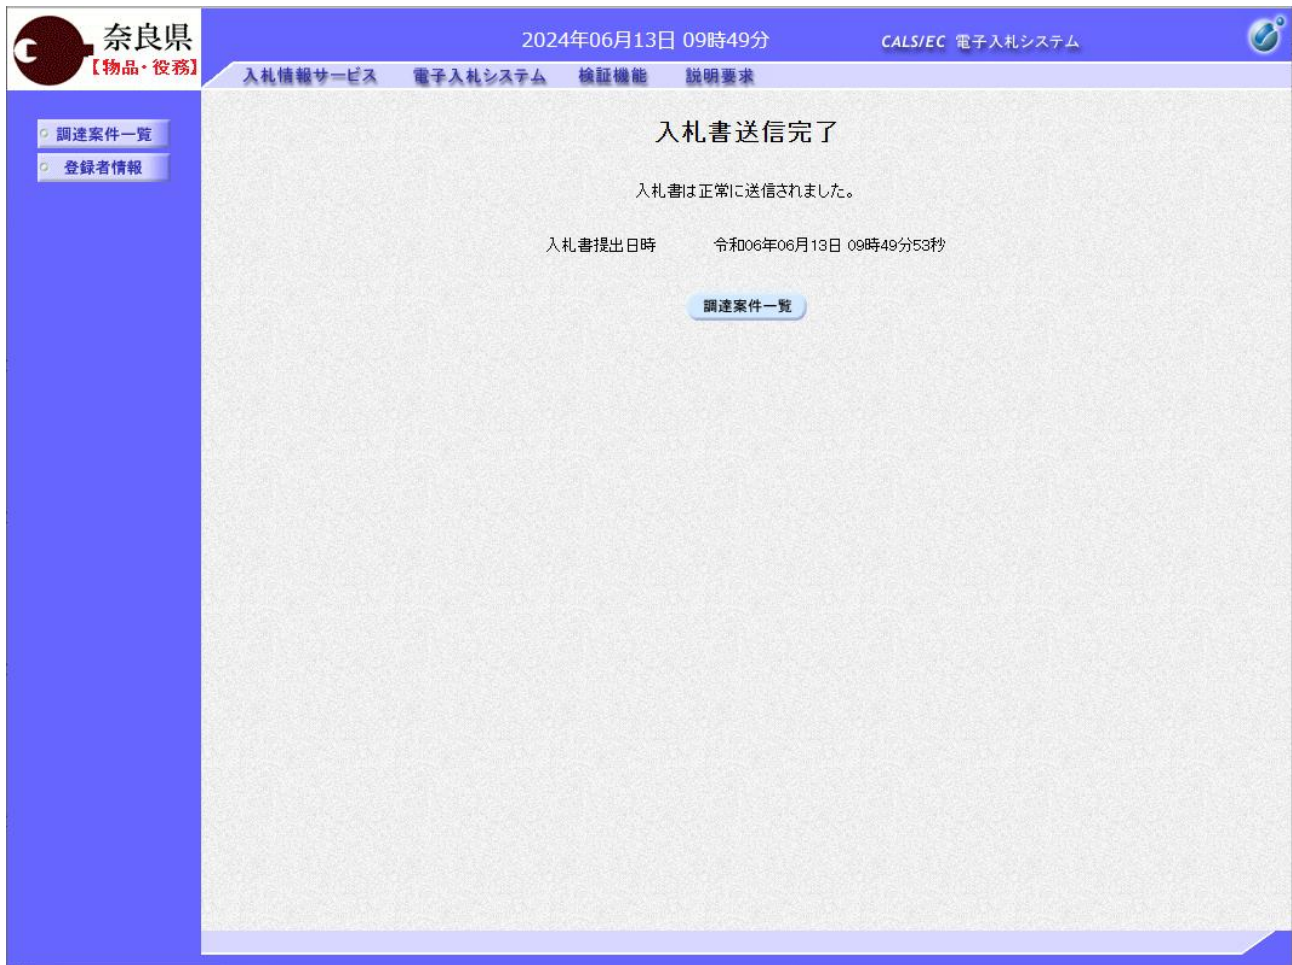 奈良県
【物品・役務】
2024年06月13日 09時49分
CALS/EC 電子入札システム
入札情報サービス 電子入札システム 検証機能 説明要求
調達案件一覧
登録者情報
入札書送信完了
入札書は正常に送信されました。
入札書提出日時 令和06年06月13日 09時49分53秒
調達案件一覧